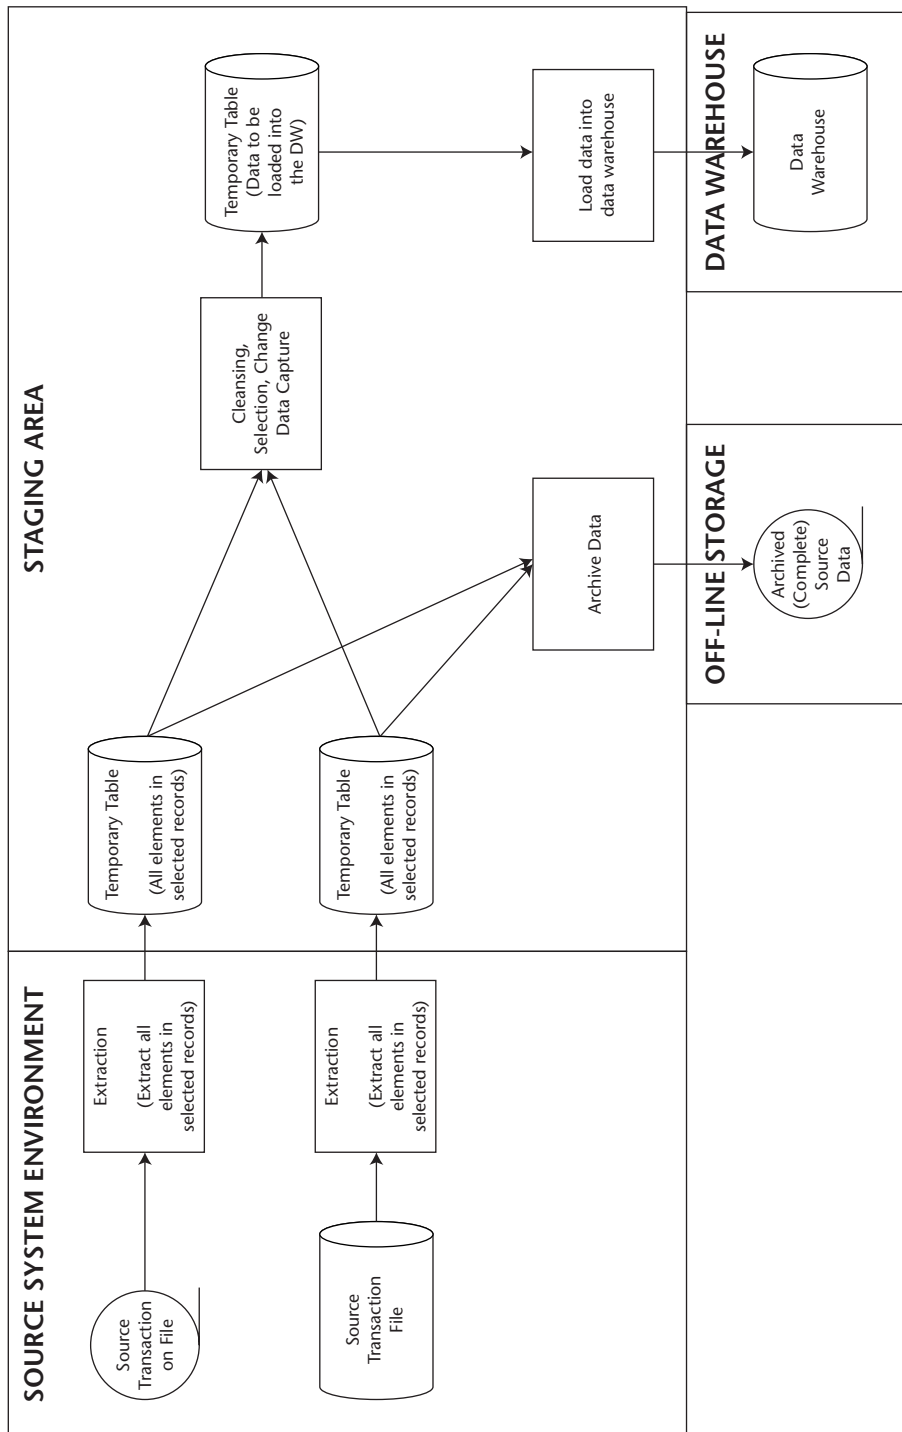 SOURCE SYSTEM ENVIRONMENT
Source
Transaction
on File
Extraction
(Extract all
elements in
selected records)
Source
Transaction
File
Extraction
(Extract all
elements in
selected records)
STAGING AREA
Temporary Table
(All elements in
selected records)
Temporary Table
(All elements in
selected records)
Cleansing,
Selection, Change
Data Capture
Temporary Table
(Data to be
loaded into
the DW)
Archive Data
Load data into
data warehouse
OFF-LINE STORAGE
Archived
(Complete)
Source
Data
DATA WAREHOUSE
Data
Warehouse